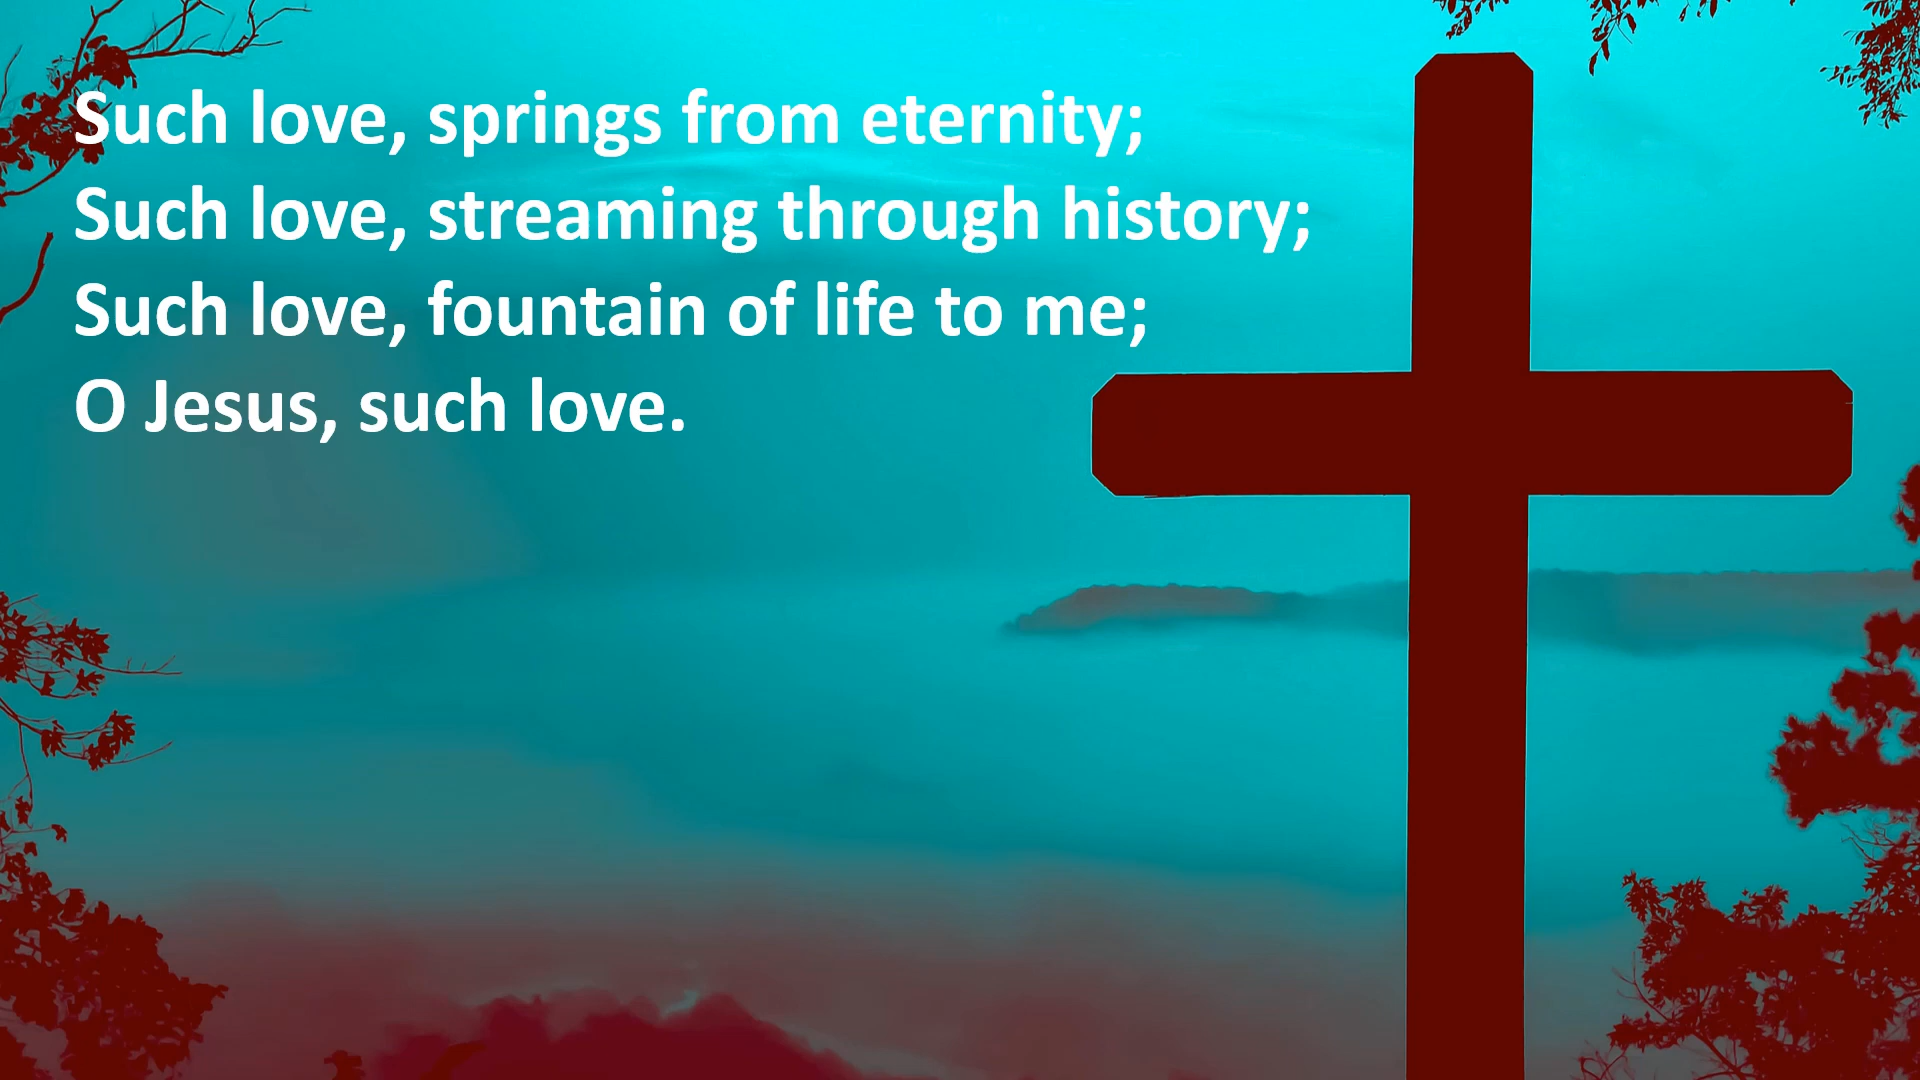 Such love, springs from eternity;
Such love, streaming through history;
Such love, fountain of life to me;
O Jesus, such love.